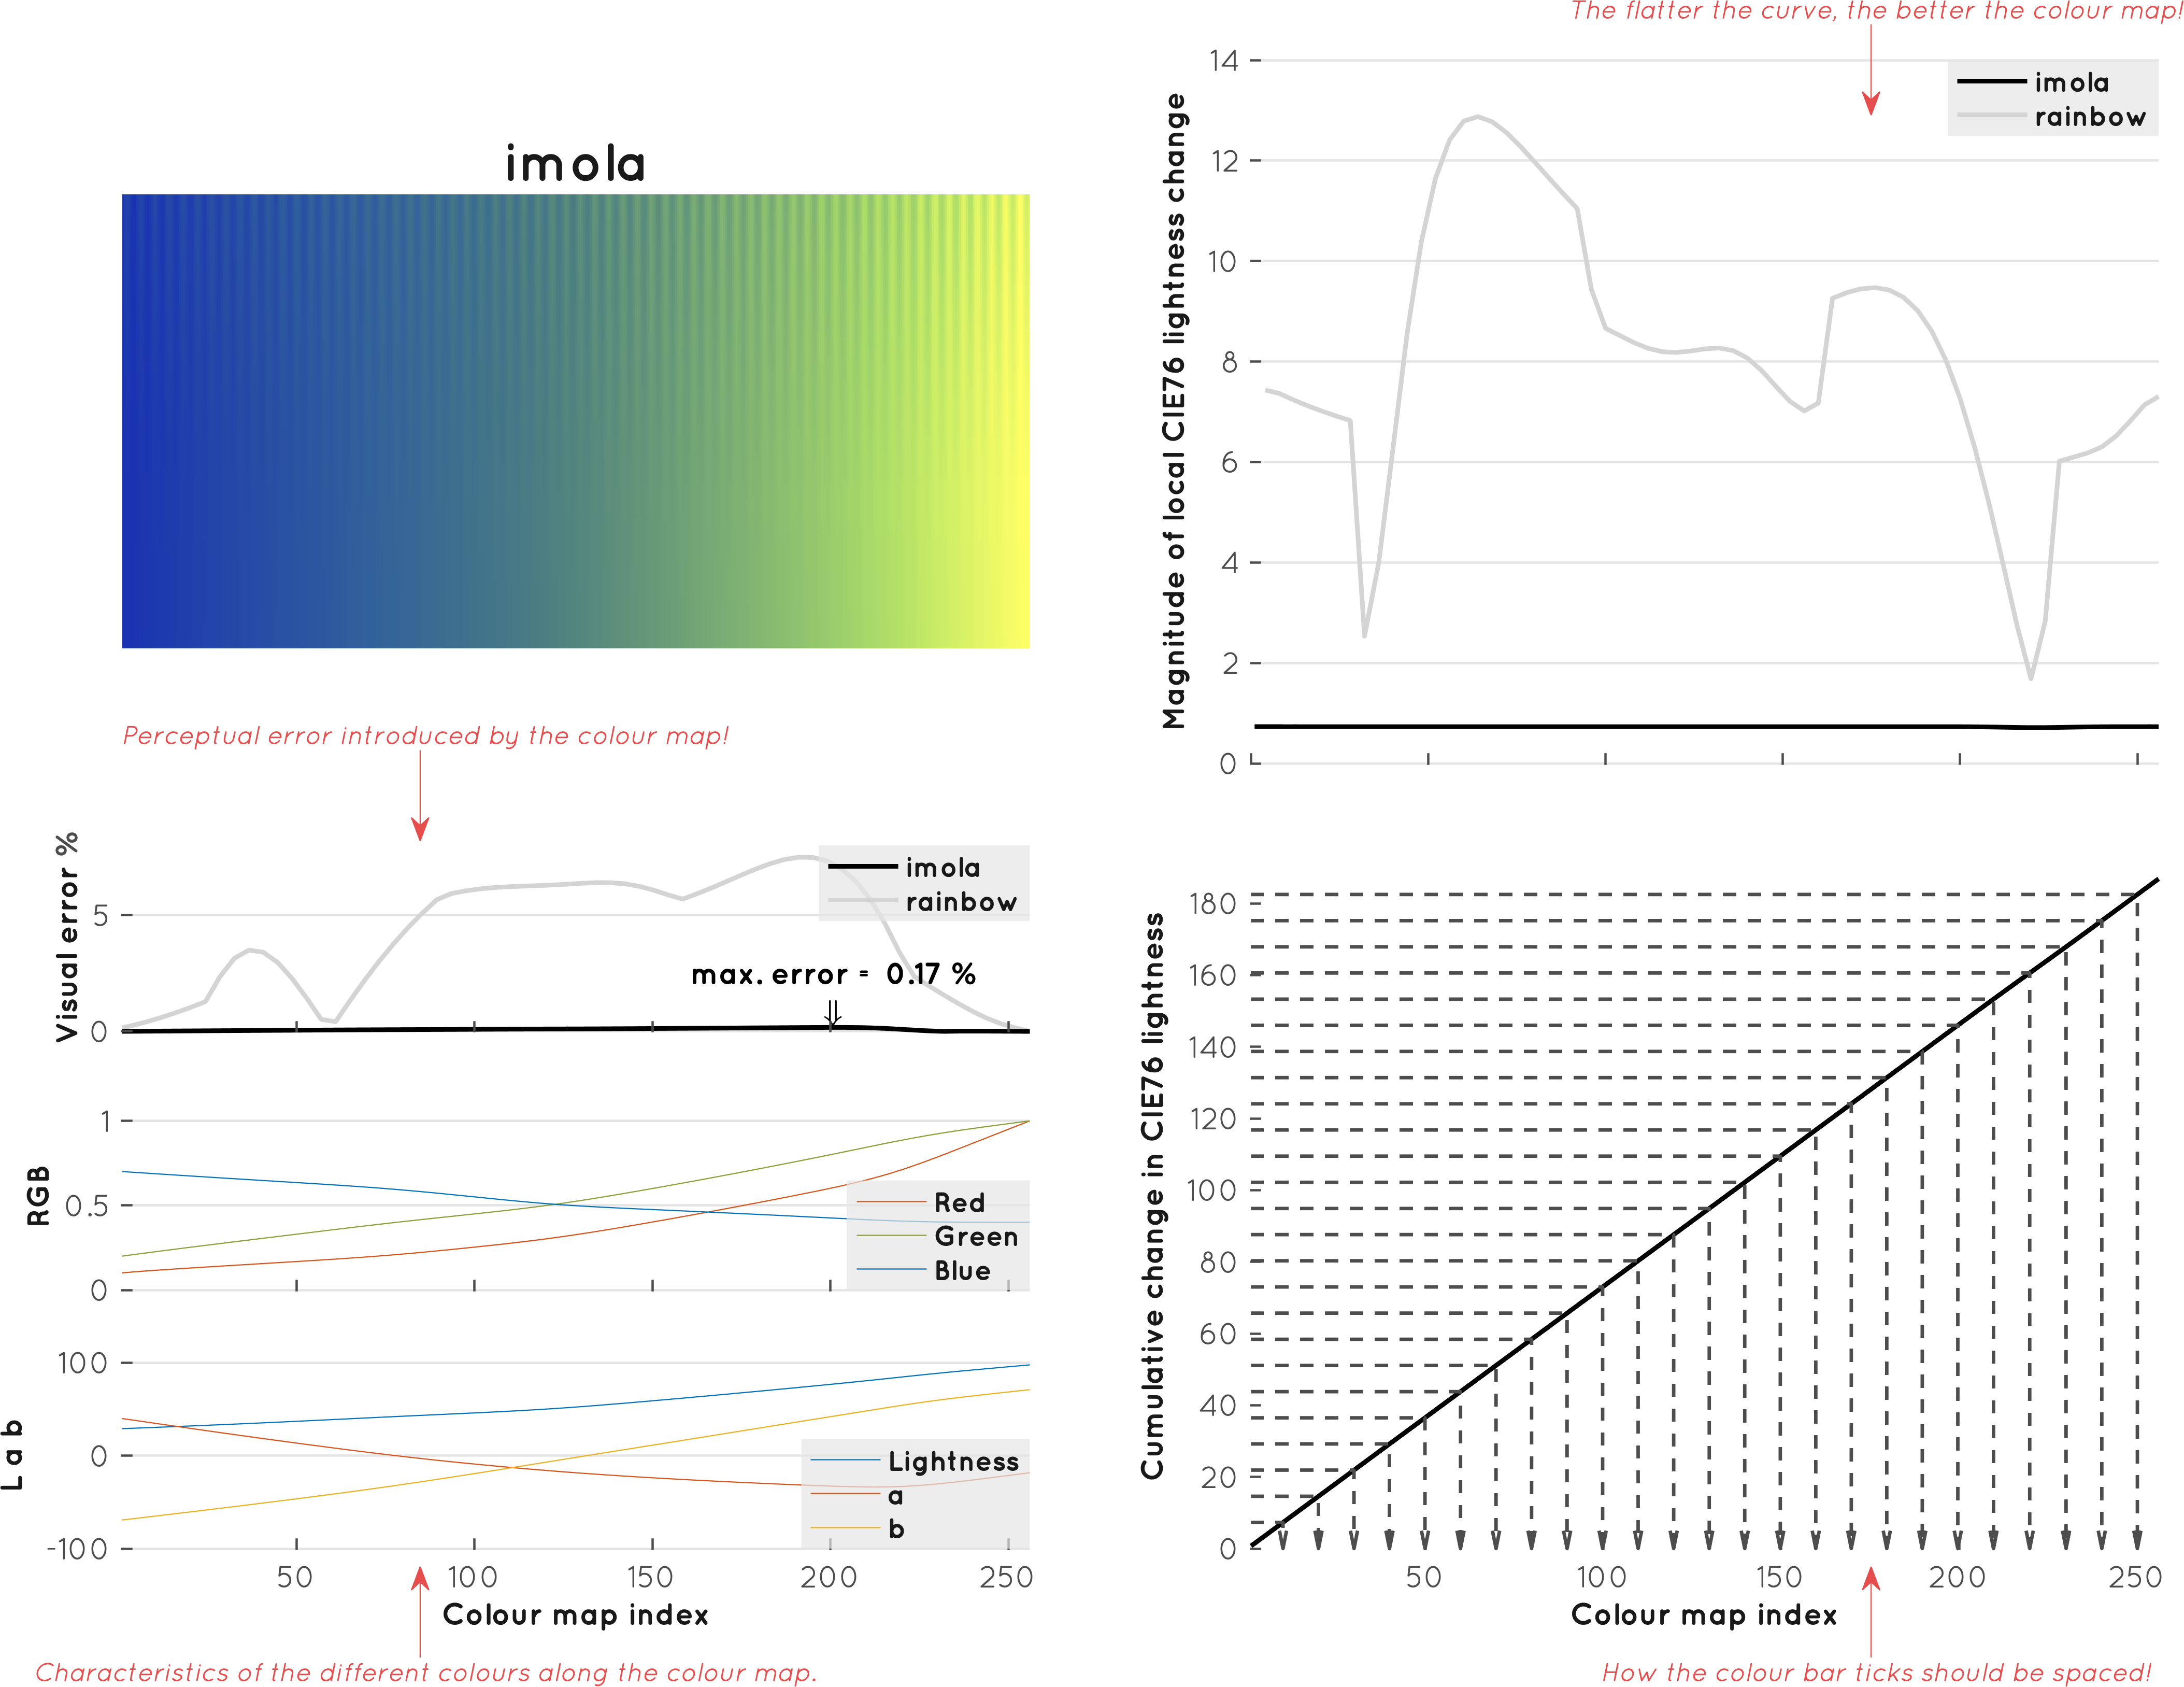 imola
Perceptual error introduced by the colour map!
Visual error %
5
0
imola
rainbow
max. error = 0.17 %
RGB
1
0.5
0
Red
Green
Blue
L a b
100
0
-100
Lightness
a
b
50 100 150 200 250
Colour map index
Characteristics of the different colours along the colour map.
The flatter the curve, the better the colour map!
Magnitude of local CIE76 lightness change
14
12
10
8
6
4
2
0
imola
rainbow
Cumulative change in CIE76 lightness
180
160
140
120
100
80
60
40
20
0
50 100 150 200 250
Colour map index
How the colour bar ticks should be spaced!